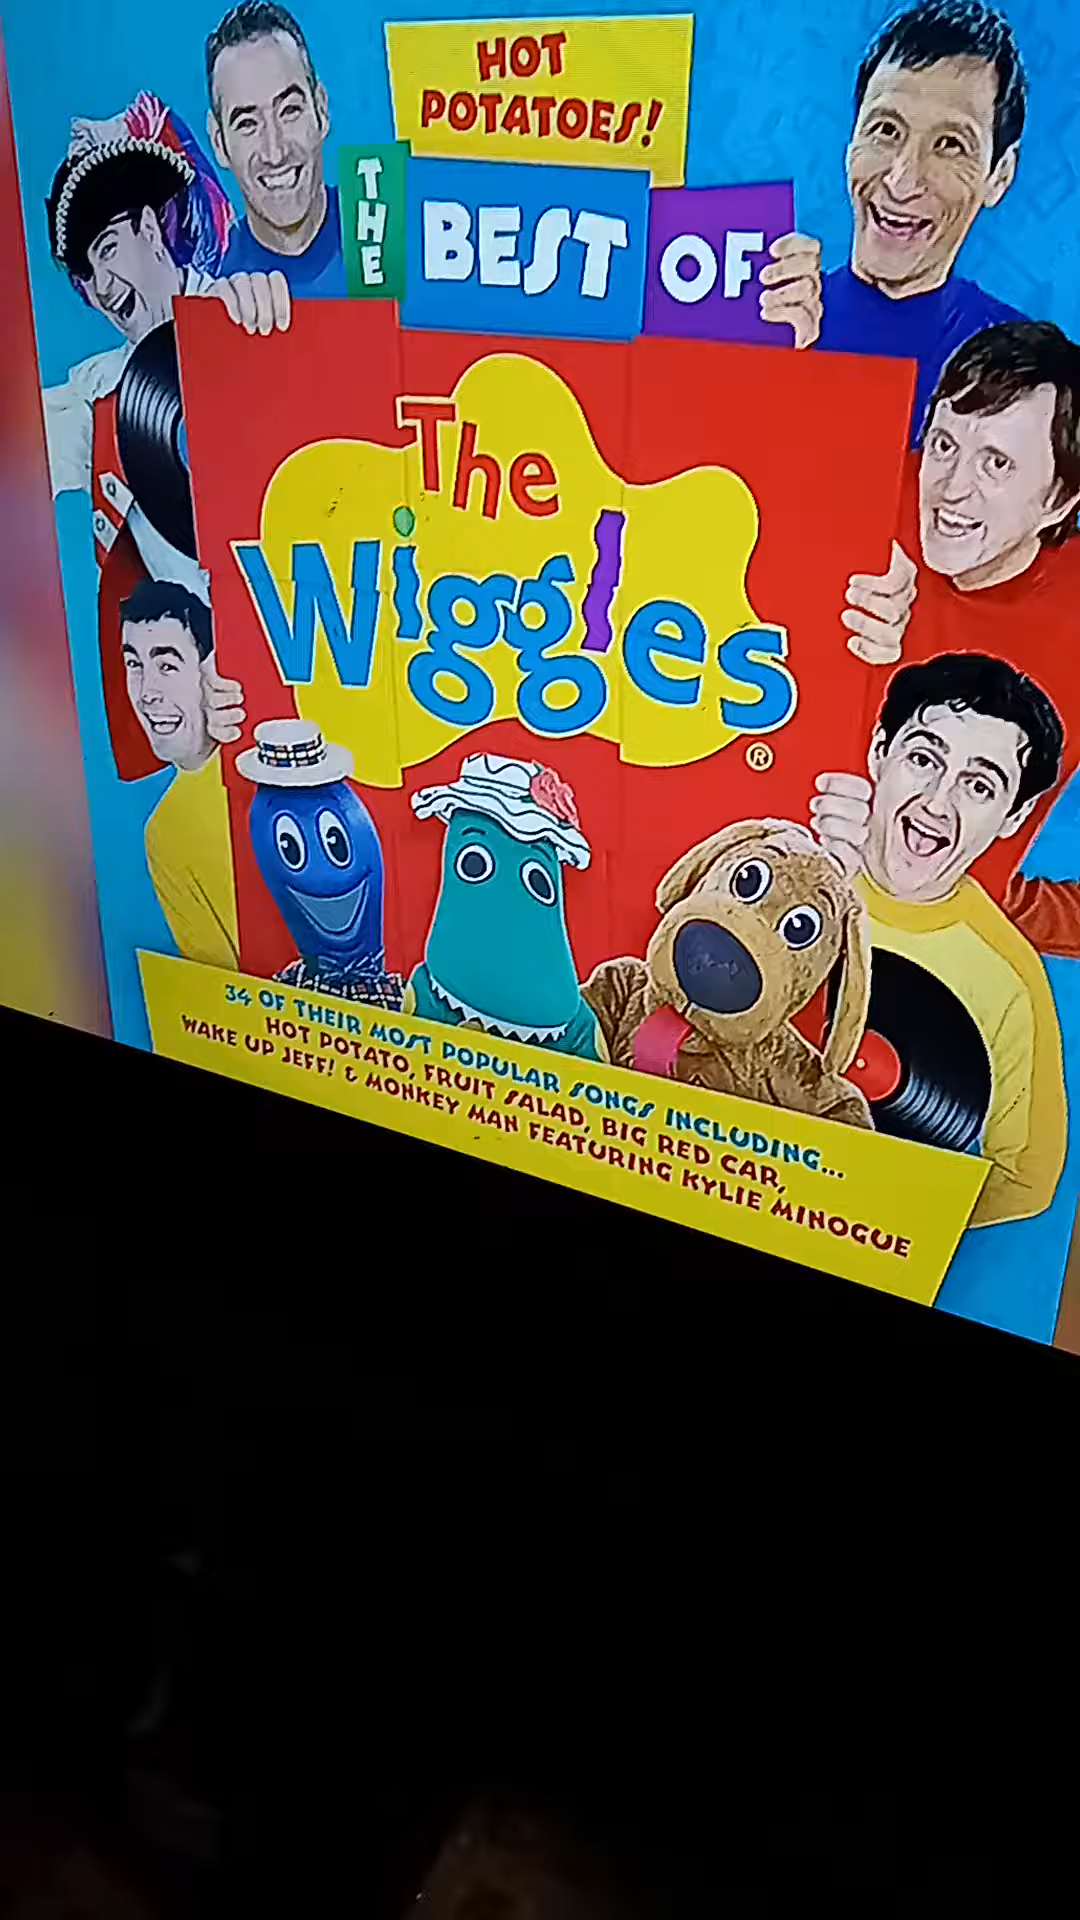 HOT
POTATOES!
THE BEST OF
The
Wiggles
®
34 OF THEIR MOST POPULAR SONGS INCLUDING...
HOT POTATO, FRUIT SALAD, BIG RED CAR,
WAKE UP JEFF! & MONKEY MAN FEATURING KYLIE MINOGUE